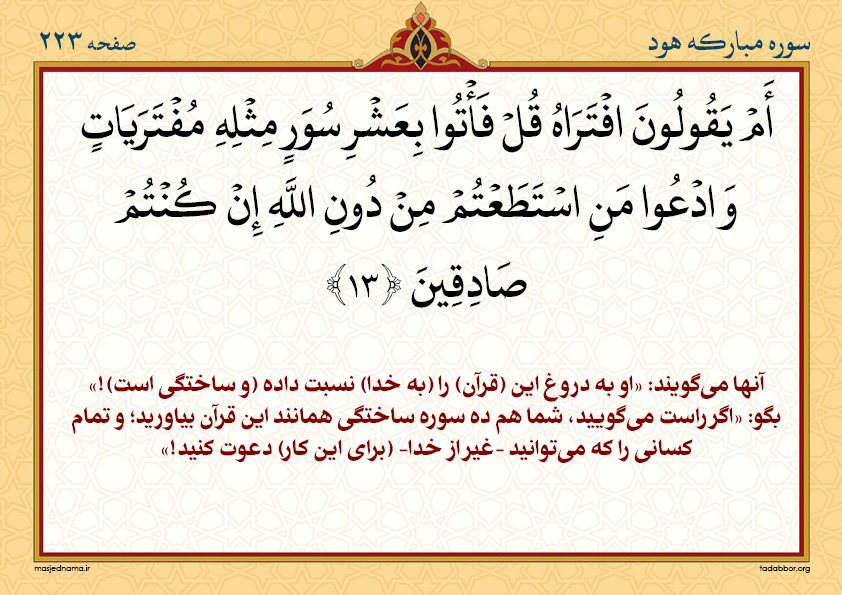 سوره مبارکه هود
صفحه ۲۲۳
أَمْ يَقُولُونَ افْتَرَاهُ قُلْ فَأْتُوا بِعَشْرِ سُوَرٍ مِثْلِهِ مُفْتَرَيَاتٍ
وَادْعُوا مَنِ اسْتَطَعْتُمْ مِنْ دُونِ اللَّهِ إِنْ كُنْتُمْ
صَادِقِينَ ﴿۱۳﴾
آنها می‌گویند: «او به دروغ این (قرآن) را (به خدا) نسبت داده (و ساختگی است)!»
بگو: «اگر راست می‌گویید، شما هم ده سوره ساختگی همانند این قرآن بیاورید؛ و تمام
کسانی را که می‌توانید -غیر از خدا- (برای این کار) دعوت کنید!»
masjednama.ir
tadabbor.org